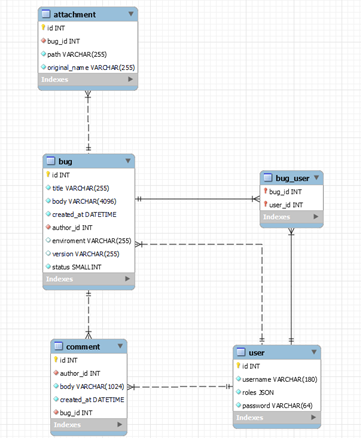 attachment
id INT
bug_id INT
path VARCHAR(255)
original_name VARCHAR(255)
Indexes
bug
id INT
title VARCHAR(255)
body VARCHAR(4096)
created_at DATETIME
author_id INT
enviroment VARCHAR(255)
version VARCHAR(255)
status SMALLINT
Indexes
bug_user
bug_id INT
user_id INT
Indexes
comment
id INT
author_id INT
body VARCHAR(1024)
created_at DATETIME
bug_id INT
Indexes
user
id INT
username VARCHAR(180)
roles JSON
password VARCHAR(64)
Indexes